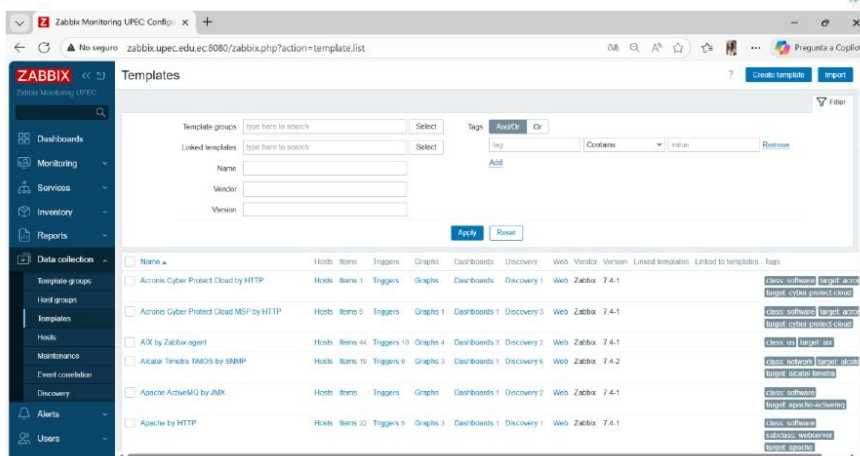 Zabbix Monitoring UPEC: Configu
No seguro zabbix.upec.edu.ec:8080/zabbix.php?action=template.list
Pregunta a Copilot
ZABBIX
Zabbix Monitoring UPEC
Templates
? Create template Import
Filter
Template groups type here to search Select
Tags And/Or Or
Linked templates type here to search Select
tag Contains value Remove
Add
Name
Vendor
Version
Apply Reset
Dashboards
Monitoring
Services
Inventory
Reports
Data collection
Template groups
Host groups
Templates
Hosts
Maintenance
Event correlation
Discovery
Alerts
Users
Name Hosts Items Triggers Graphs Dashboards Discovery Web Vendor Version Linked templates Linked to templates Tags
Acronis Cyber Protect Cloud by HTTP Hosts Items 1 Triggers Graphs Dashboards Discovery 1 Web Zabbix 7.4-1 class: software target: acron
target: cyber-protect-cloud
Acronis Cyber Protect Cloud MSP by HTTP Hosts Items 5 Triggers Graphs 1 Dashboards 1 Discovery 3 Web Zabbix 7.4-1 class: software target: acron
target: cyber-protect-cloud
AIX by Zabbix agent Hosts Items 44 Triggers 10 Graphs 4 Dashboards 2 Discovery 2 Web Zabbix 7.4-1 class: os target: aix
Alcatel Timetra TiMOS by SNMP Hosts Items 19 Triggers 9 Graphs 3 Dashboards 1 Discovery 6 Web Zabbix 7.4-2 class: network target: alcate
target: alcatel-timetra
Apache ActiveMQ by JMX Hosts Items Triggers Graphs Dashboards 1 Discovery 2 Web Zabbix 7.4-1 class: software
target: apache-activemq
Apache by HTTP Hosts Items 22 Triggers 5 Graphs 3 Dashboards 1 Discovery 1 Web Zabbix 7.4-1 class: software
subclass: webserver
target: apache